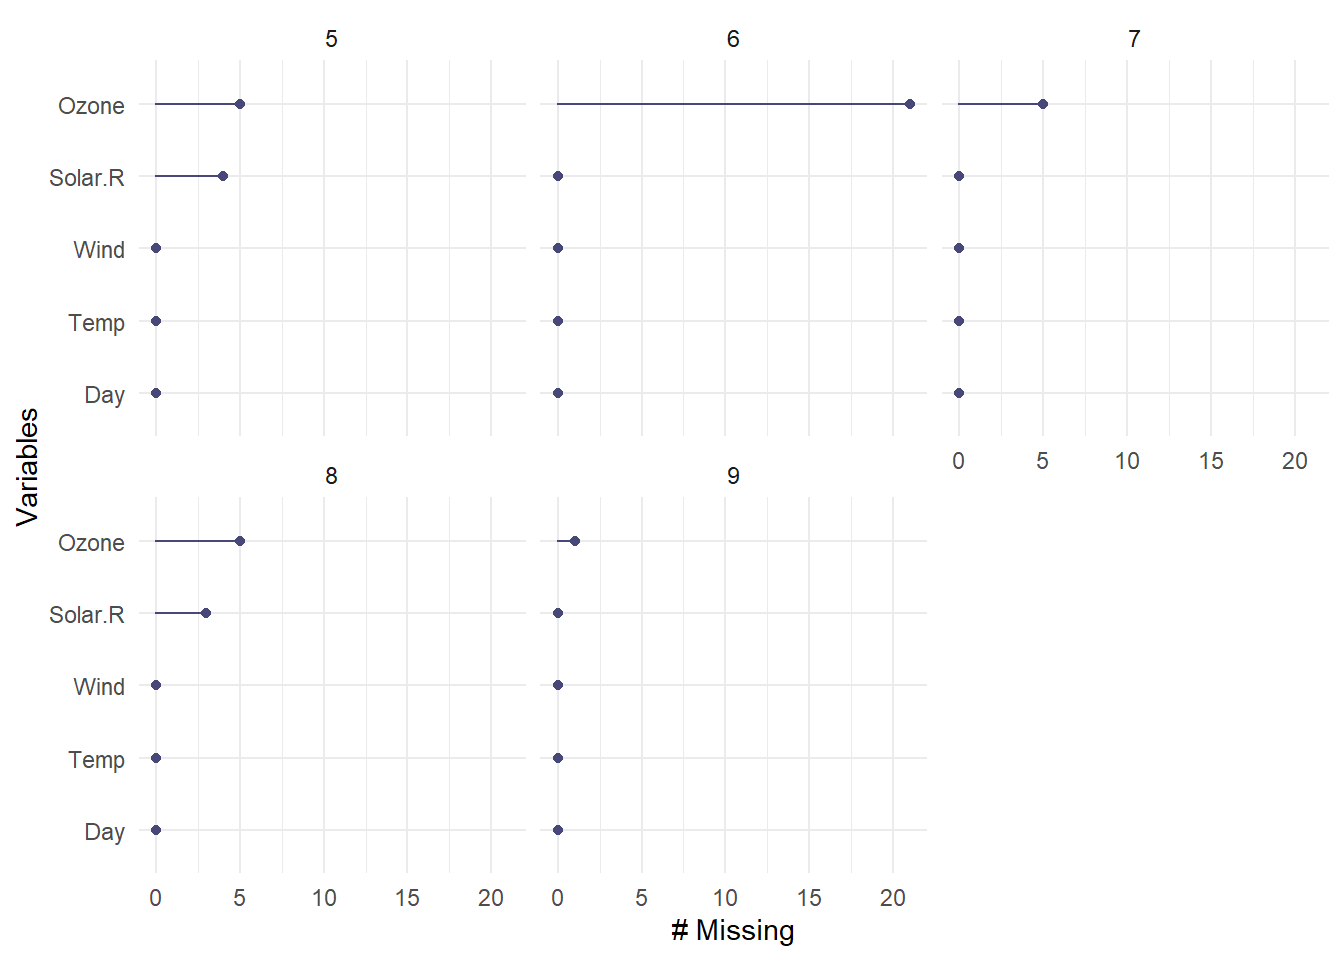 5 6 7
Ozone
Solar.R
Wind
Temp
Day
0 5 10 15 20
Variables
8 9
Ozone
Solar.R
Wind
Temp
Day
0 5 10 15 20 0 5 10 15 20
# Missing